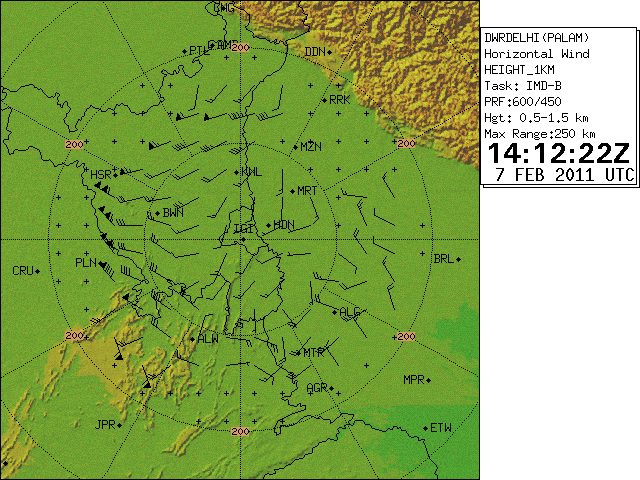 CHG
PTL
CAMB
200
DDN
RRK
200
MZN
200
HSR
KNL
MRT
BWN
IGI
HDN
CRU
PLN
BRL
200
ALW
ALG
200
MTR
AGR
MPR
JPR
200
ETW
DWRDELHI(PALAM)
Horizontal Wind
HEIGHT_1KM
Task: IMD-B
PRF:600/450
Hgt: 0.5-1.5 km
Max Range:250 km
14:12:22Z
7 FEB 2011 UTC